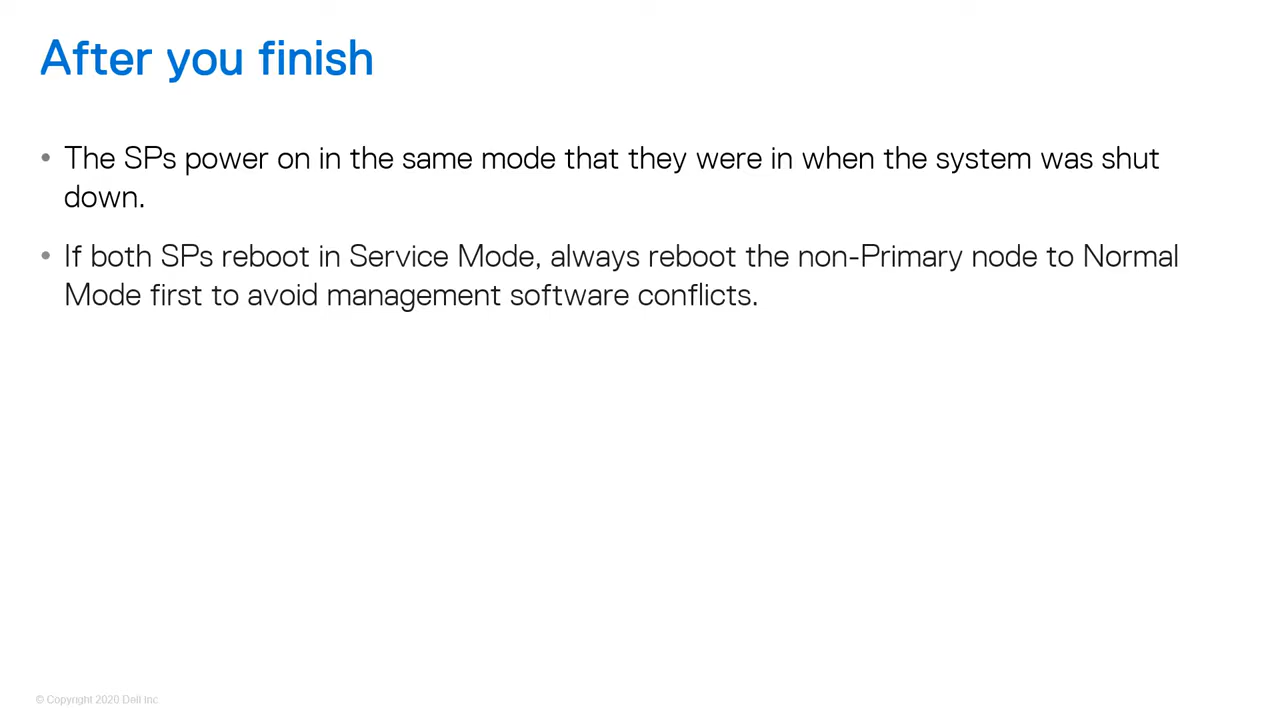 After you finish
• The SPs power on in the same mode that they were in when the system was shut
down.
• If both SPs reboot in Service Mode, always reboot the non-Primary node to Normal
Mode first to avoid management software conflicts.
© Copyright 2020 Dell Inc.